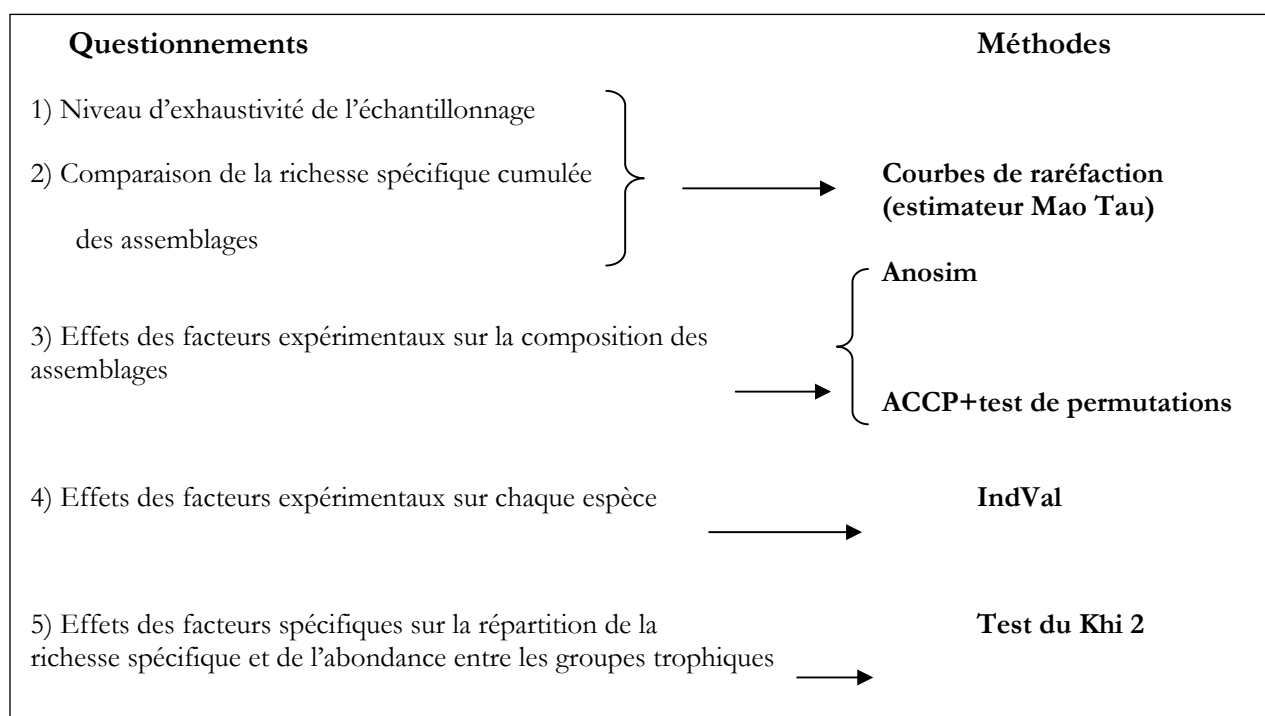 Questionnements
Méthodes
1) Niveau d'exhaustivité de l'échantillonnage
2) Comparaison de la richesse spécifique cumulée
des assemblages
Courbes de raréfaction
(estimateur Mao Tau)
3) Effets des facteurs expérimentaux sur la composition des
assemblages
Anosim
ACCP+test de permutations
4) Effets des facteurs expérimentaux sur chaque espèce
IndVal
5) Effets des facteurs spécifiques sur la répartition de la
richesse spécifique et de l'abondance entre les groupes trophiques
Test du Khi 2